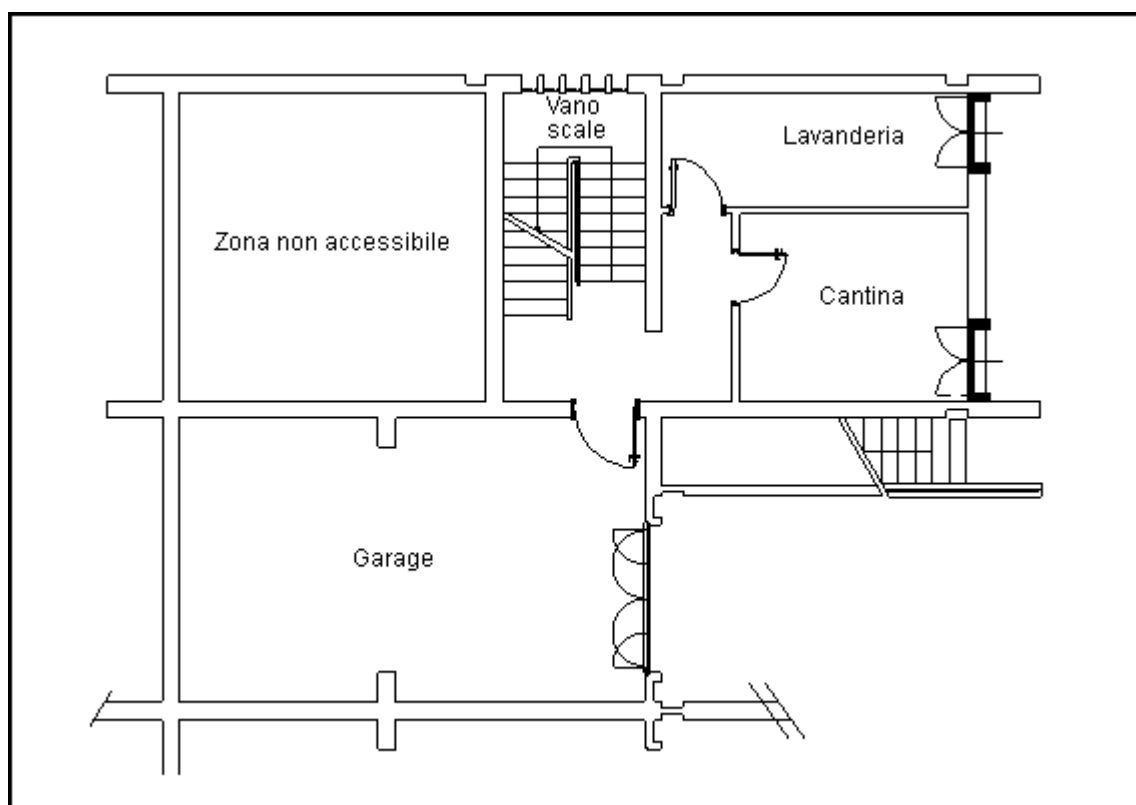 Vano
scale
Lavanderia
Zona non accessibile
Cantina
Garage